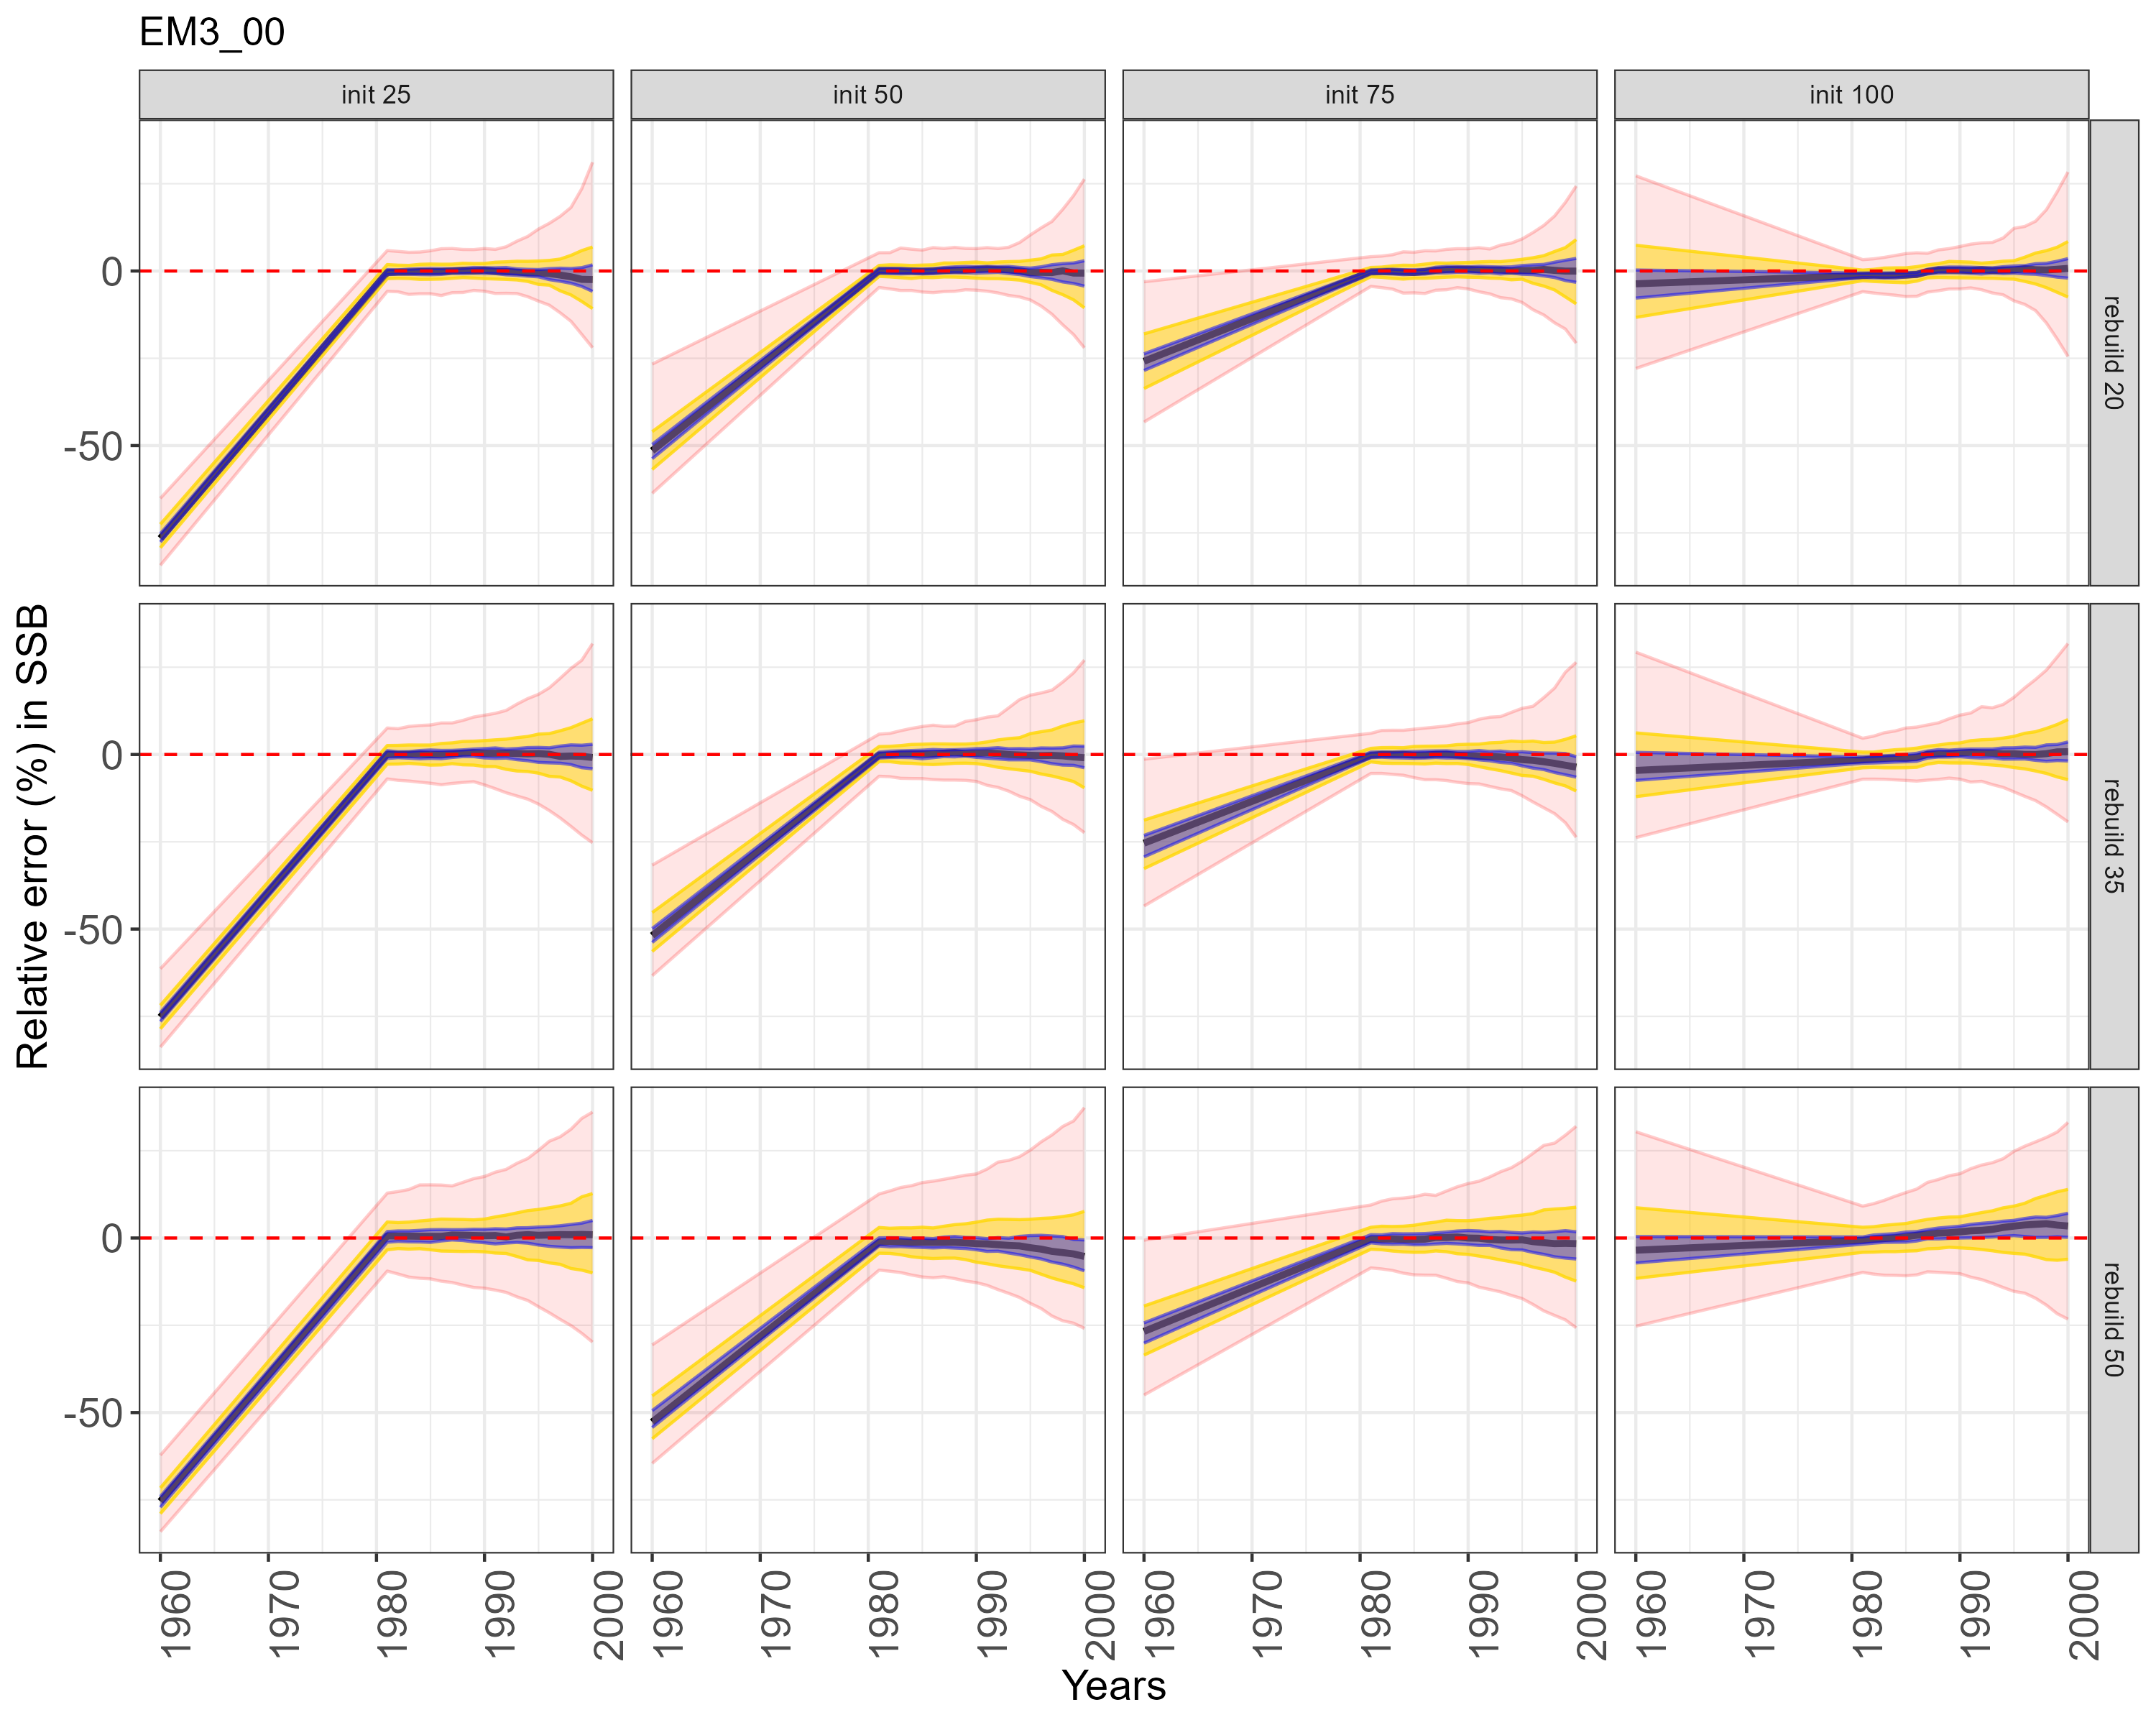 EM3_00
init 25
init 50
init 75
init 100
Relative error (%) in SSB
0
-50
rebuild 20
0
-50
rebuild 35
0
-50
rebuild 50
1960 1970 1980 1990 2000 1960 1970 1980 1990 2000 1960 1970 1980 1990 2000 1960 1970 1980 1990 2000
Years